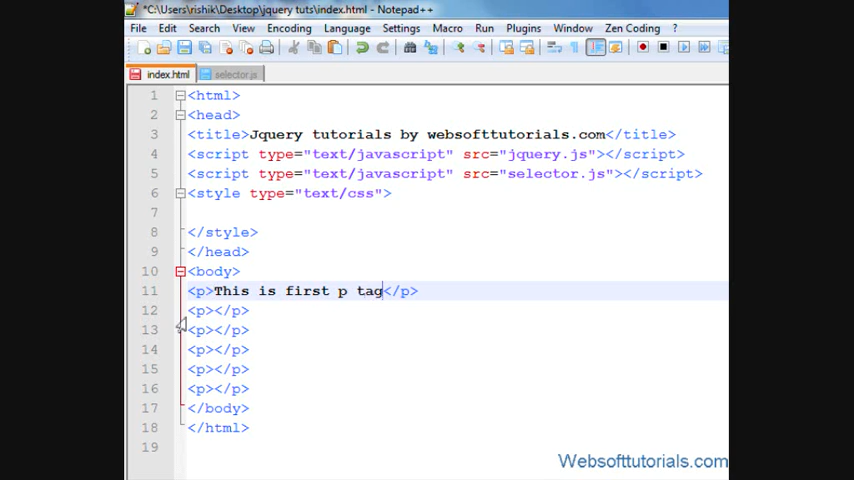 *C:\Users\rishik\Desktop\jquery tuts\index.html - Notepad++
File Edit Search View Encoding Language Settings Macro Run Plugins Window Zen Coding ?
index.html selector.js
1 <html>
2 <head>
3 <title>Jquery tutorials by websofttutorials.com</title>
4 <script type="text/javascript" src="jquery.js"></script>
5 <script type="text/javascript" src="selector.js"></script>
6 <style type="text/css">
7
8 </style>
9 </head>
10 <body>
11 <p>This is first p tag</p>
12 <p></p>
13 <p></p>
14 <p></p>
15 <p></p>
16 <p></p>
17 </body>
18 </html>
19
Websofttutorials.com